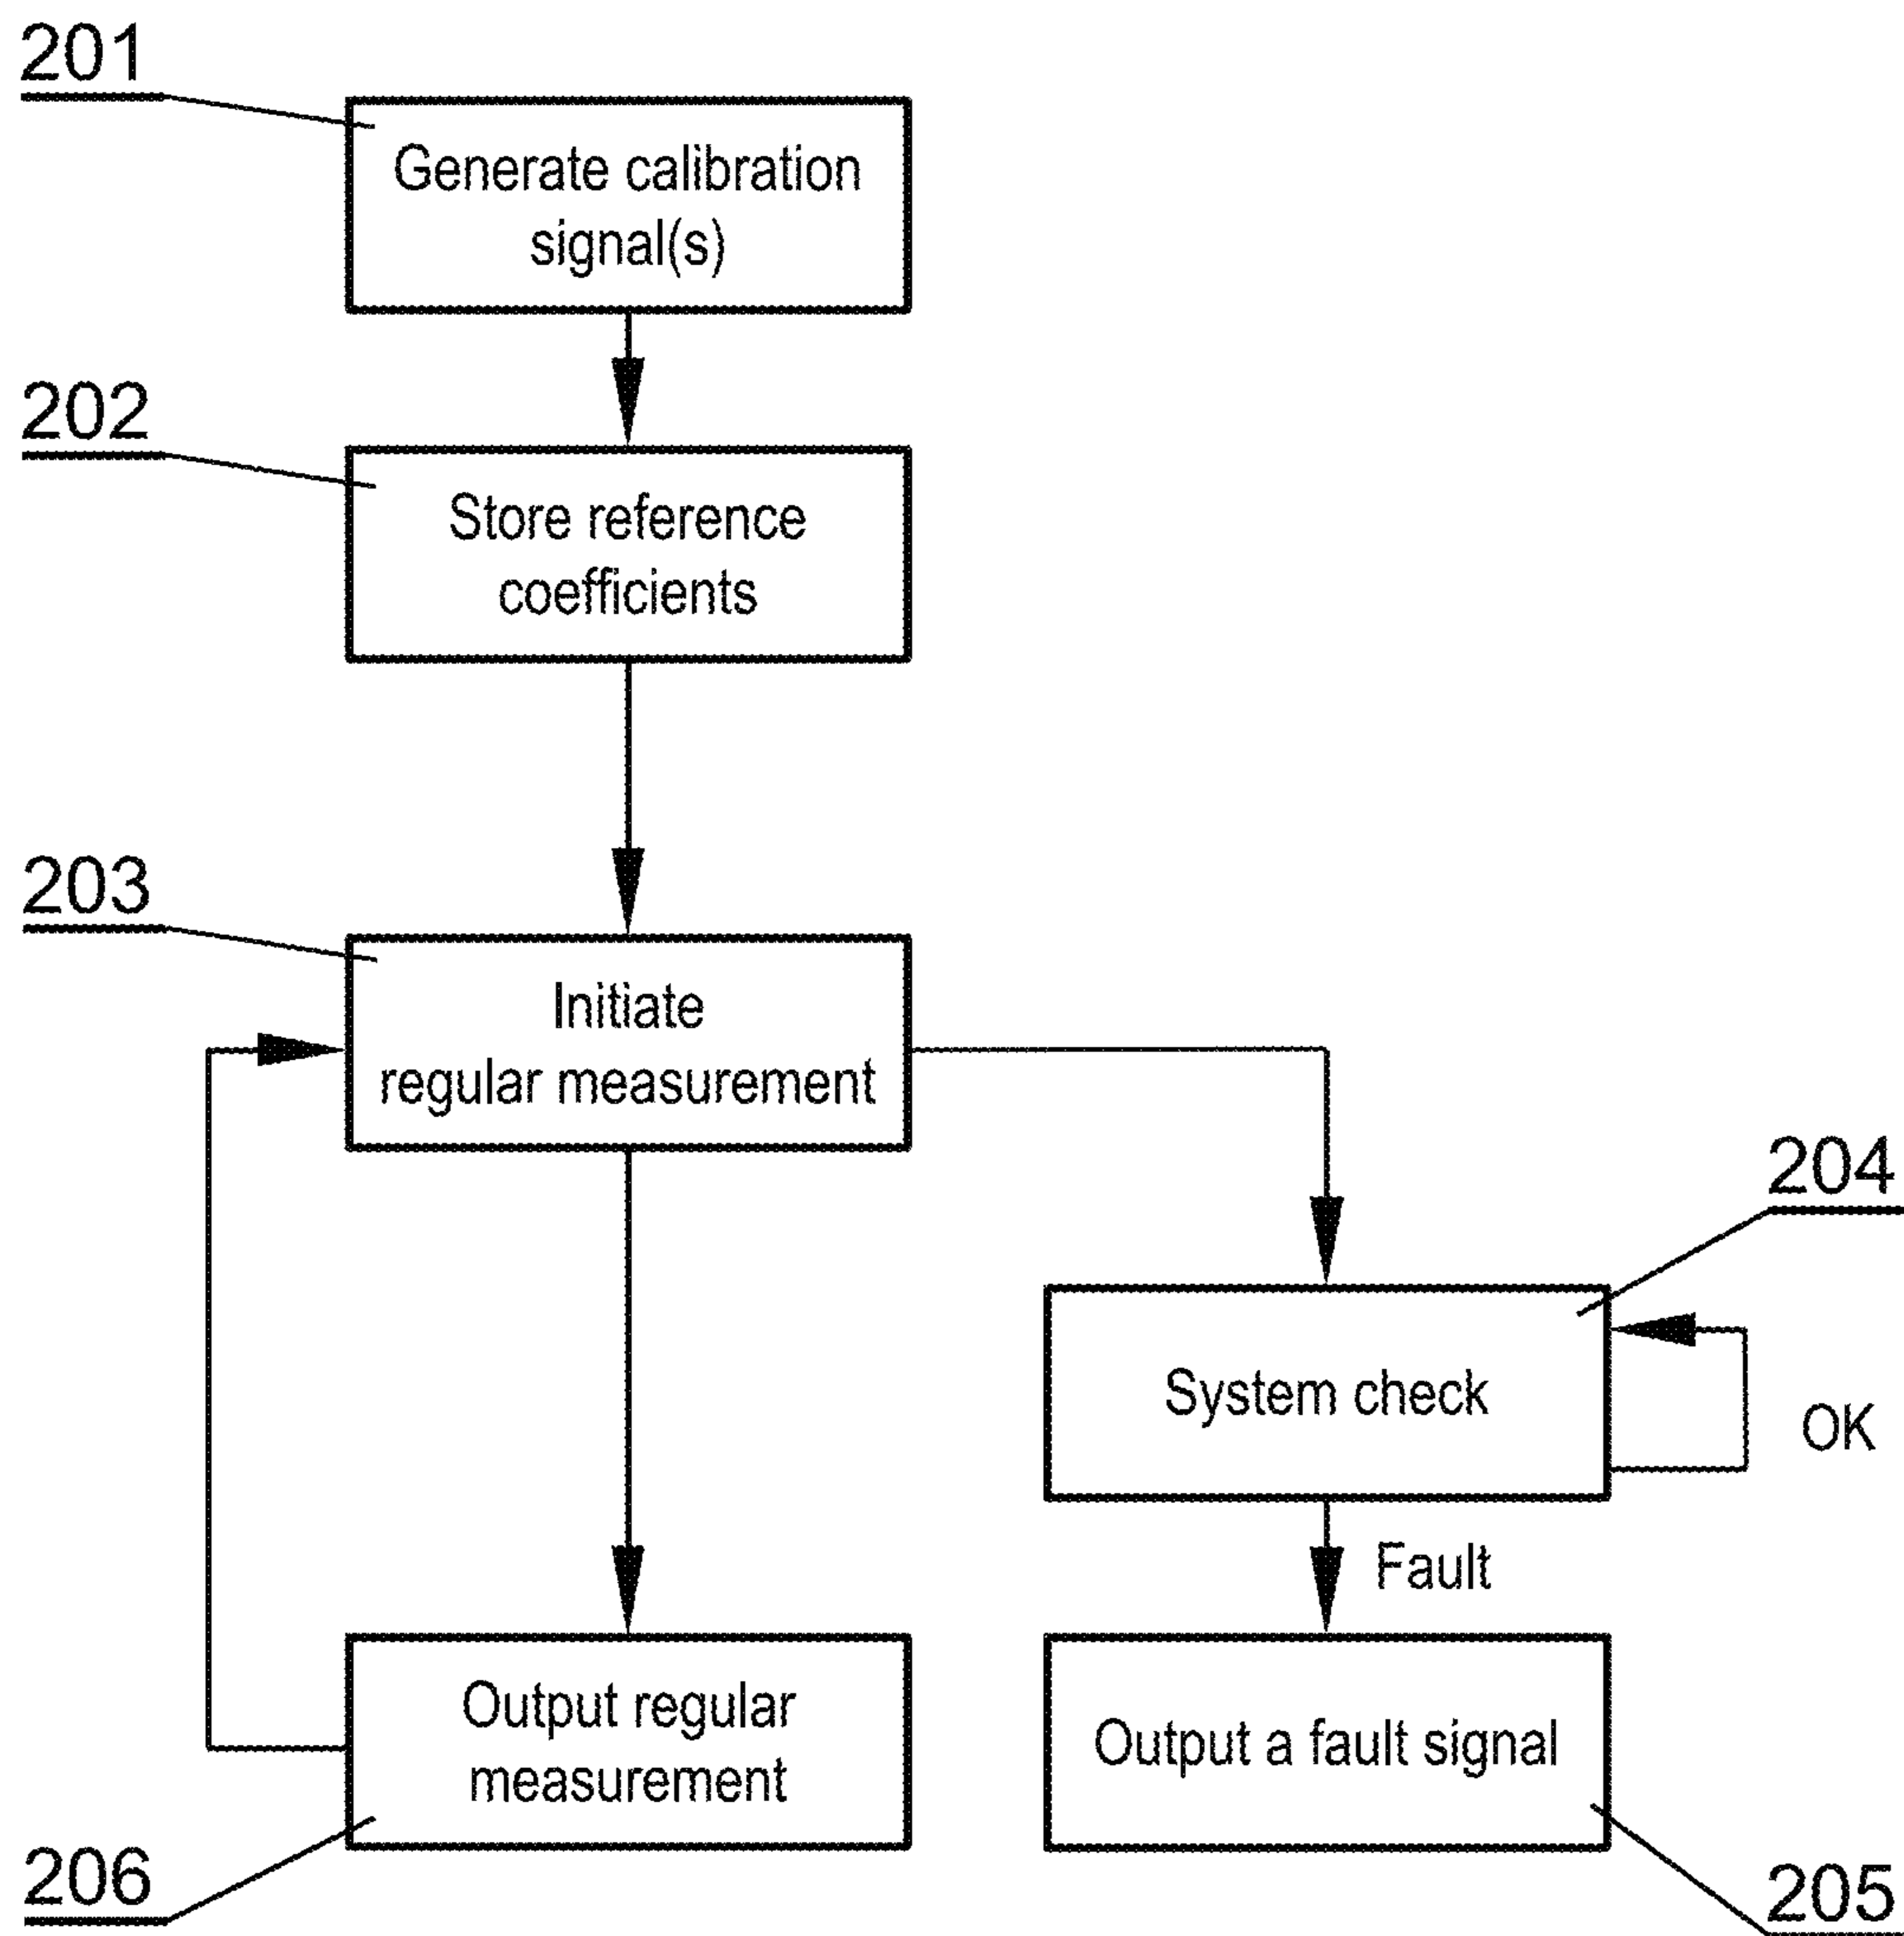 201
Generate calibration
signal(s)
202
Store reference
coefficients
203
Initiate
regular measurement
204
System check
OK
Fault
Output regular
measurement
Output a fault signal
206
205